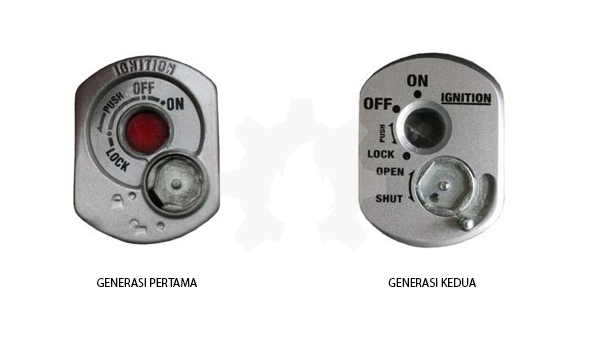 IGNITION
OFF
PUSH
ON
LOCK
ON
OFF
IGNITION
PUSH
LOCK
OPEN
SHUT
GENERASI PERTAMA
GENERASI KEDUA